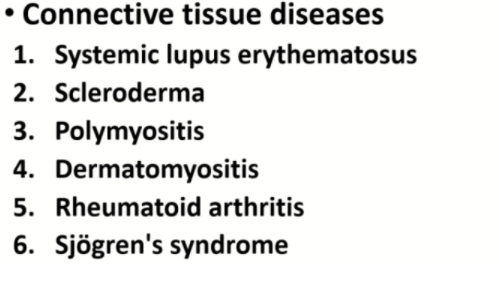 • Connective tissue diseases
1. Systemic lupus erythematosus
2. Scleroderma
3. Polymyositis
4. Dermatomyositis
5. Rheumatoid arthritis
6. Sjögren's syndrome